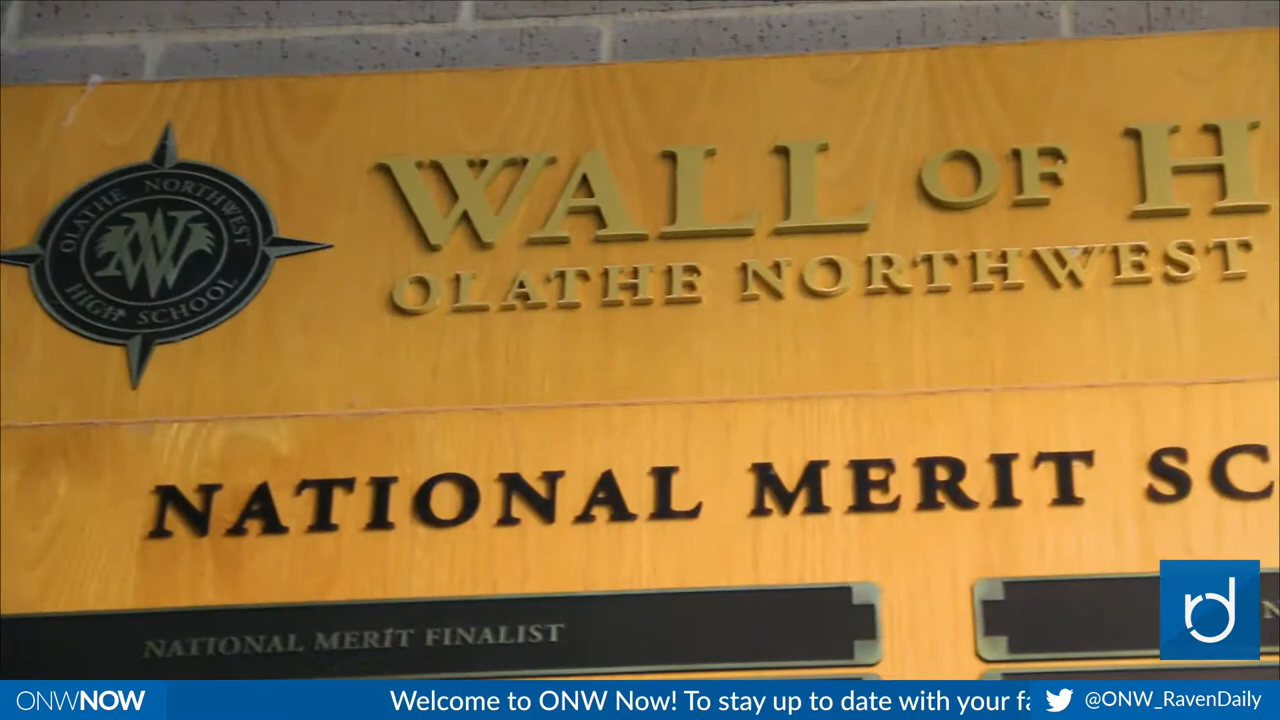 WALL OF H
OLATHE NORTHWEST
OLATHE NORTHWEST
HIGH SCHOOL
NATIONAL MERIT SC
NATIONAL MERIT FINALIST
rd
ONWNOW
Welcome to ONW Now! To stay up to date with your fa
@ONW_RavenDaily